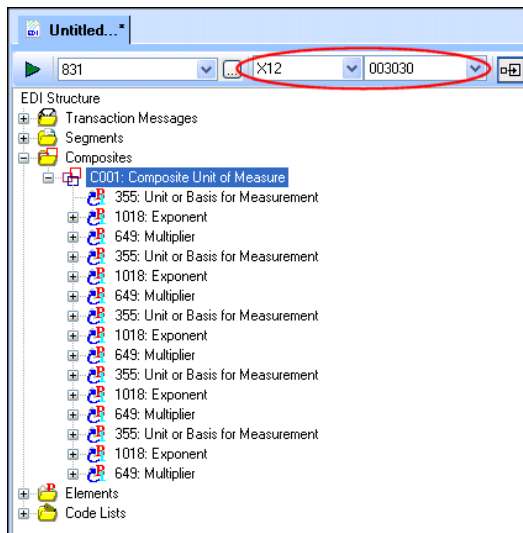 EDI Untitled...*
831 ... X12 003030
EDI Structure
Transaction Messages
Segments
Composites
C001: Composite Unit of Measure
355: Unit or Basis for Measurement
1018: Exponent
649: Multiplier
355: Unit or Basis for Measurement
1018: Exponent
649: Multiplier
355: Unit or Basis for Measurement
1018: Exponent
649: Multiplier
355: Unit or Basis for Measurement
1018: Exponent
649: Multiplier
355: Unit or Basis for Measurement
1018: Exponent
649: Multiplier
Elements
Code Lists